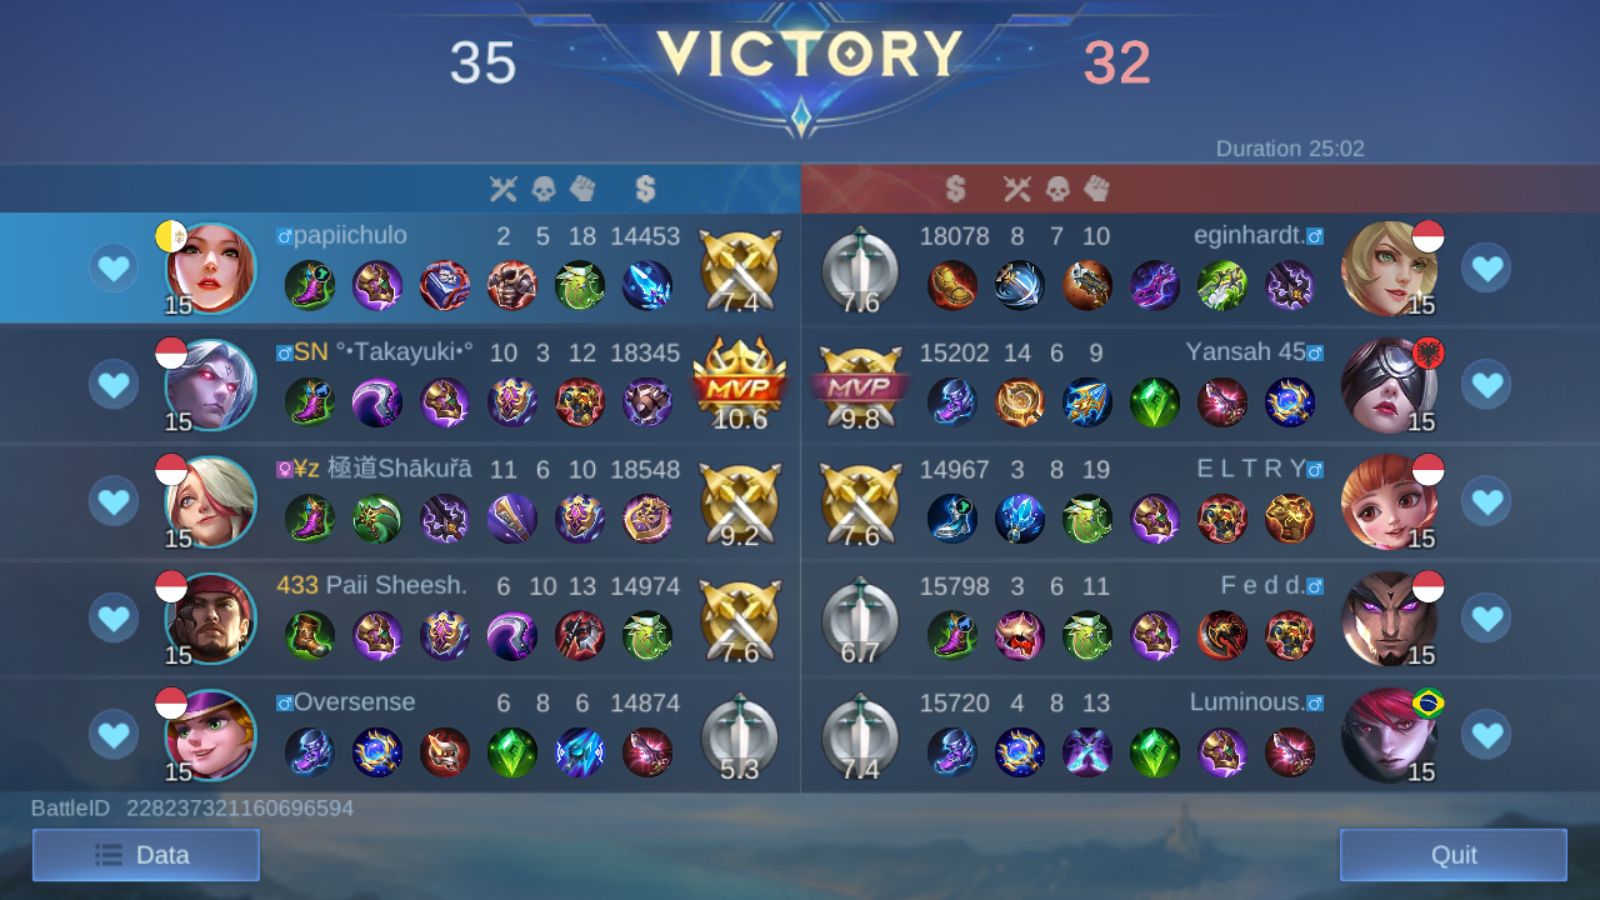 35 VICTORY 32
Duration 25:02
papiichulo 2 5 18 14453
15 7.4
18078 8 7 10 eginhardt.
7.6 15
SN °•Takayuki•° 10 3 12 18345
15 MVP 10.6
15202 14 6 9 Yansah 45
MVP 9.8 15
¥z 極道Shākuřā 11 6 10 18548
15 9.2
14967 3 8 19 E L T R Y
7.6 15
433 Paii Sheesh. 6 10 13 14974
15 7.6
15798 3 6 11 F e d d.
6.7 15
Oversense 6 8 6 14874
15 5.3
15720 4 8 13 Luminous.
7.4 15
BattleID 228237321160696594
Data
Quit